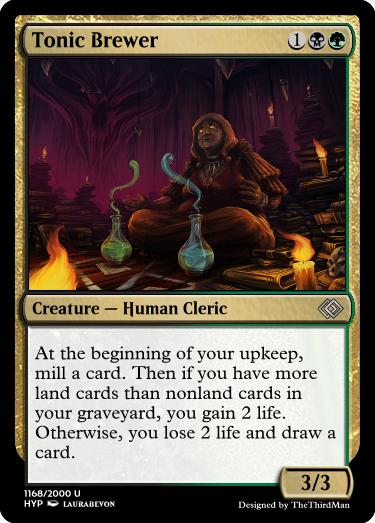 Tonic Brewer 1
Creature — Human Cleric
At the beginning of your upkeep,
mill a card. Then if you have more
land cards than nonland cards in
your graveyard, you gain 2 life.
Otherwise, you lose 2 life and draw a
card.
3/3
1168/2000 U
HYP LAURABEVON
Designed by TheThirdMan